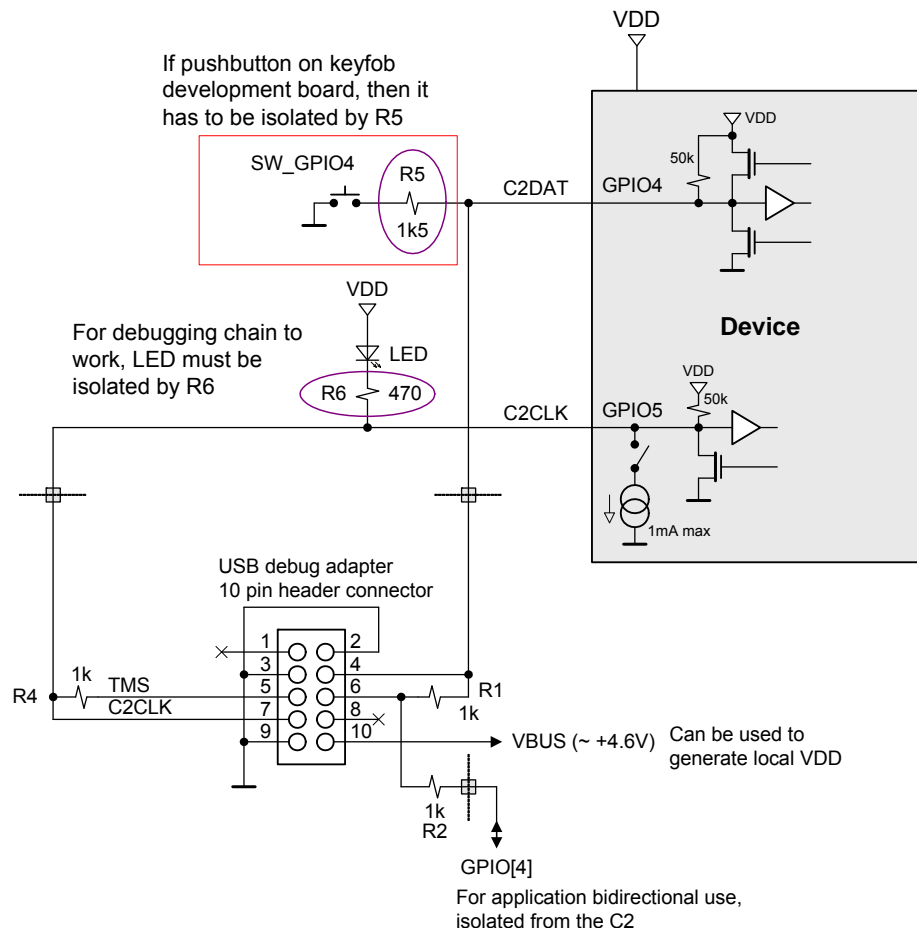 VDD
If pushbutton on keyfob
development board, then it
has to be isolated by R5
SW_GPIO4
R5
1k5
C2DAT
GPIO4
VDD
50k
VDD
For debugging chain to
work, LED must be
isolated by R6
LED
R6 470
Device
C2CLK
GPIO5
VDD
50k
1mA max
USB debug adapter
10 pin header connector
1 2
3 4
5 6
7 8
9 10
R4
1k
TMS
C2CLK
R1
1k
VBUS (~ +4.6V)
Can be used to
generate local VDD
1k
R2
GPIO[4]
For application bidirectional use,
isolated from the C2